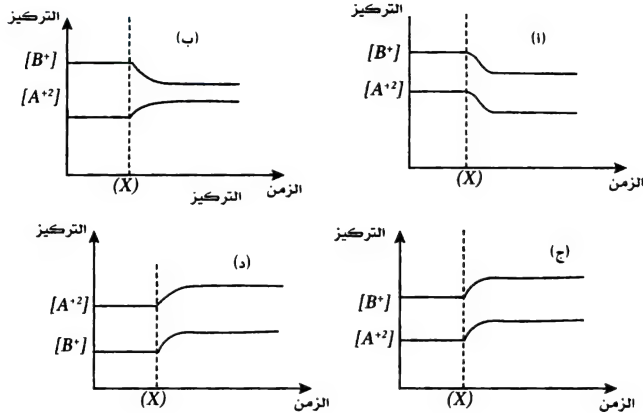 التركيز
(أ)
[B⁺]
[A⁺²]
(X)
الزمن
التركيز
(ب)
[B⁺]
[A⁺²]
(X)
التركيز
الزمن
التركيز
(ج)
[B⁺]
[A⁺²]
(X)
الزمن
التركيز
(د)
[A⁺²]
[B⁺]
(X)
الزمن